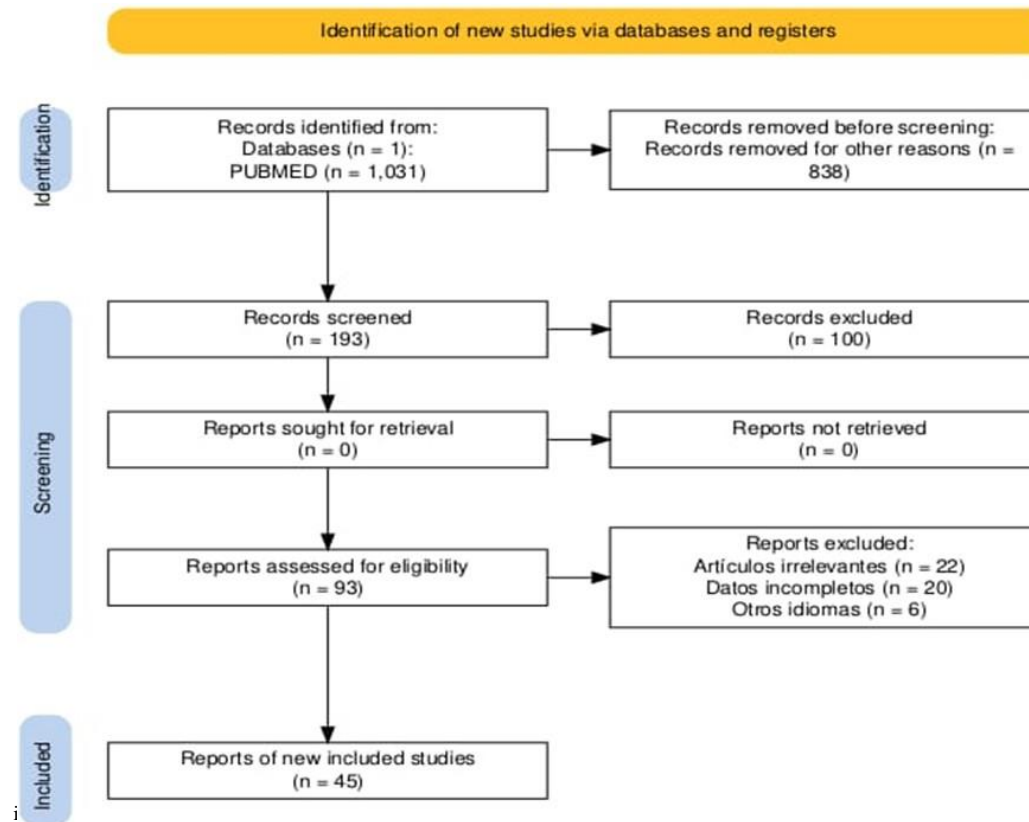 Identification of new studies via databases and registers
Identification
Records identified from:
Databases (n = 1):
PUBMED (n = 1,031)
Records removed before screening:
Records removed for other reasons (n =
838)
Screening
Records screened
(n = 193)
Records excluded
(n = 100)
Reports sought for retrieval
(n = 0)
Reports not retrieved
(n = 0)
Reports assessed for eligibility
(n = 93)
Reports excluded:
Artículos irrelevantes (n = 22)
Datos incompletos (n = 20)
Otros idiomas (n = 6)
Included
Reports of new included studies
(n = 45)
i